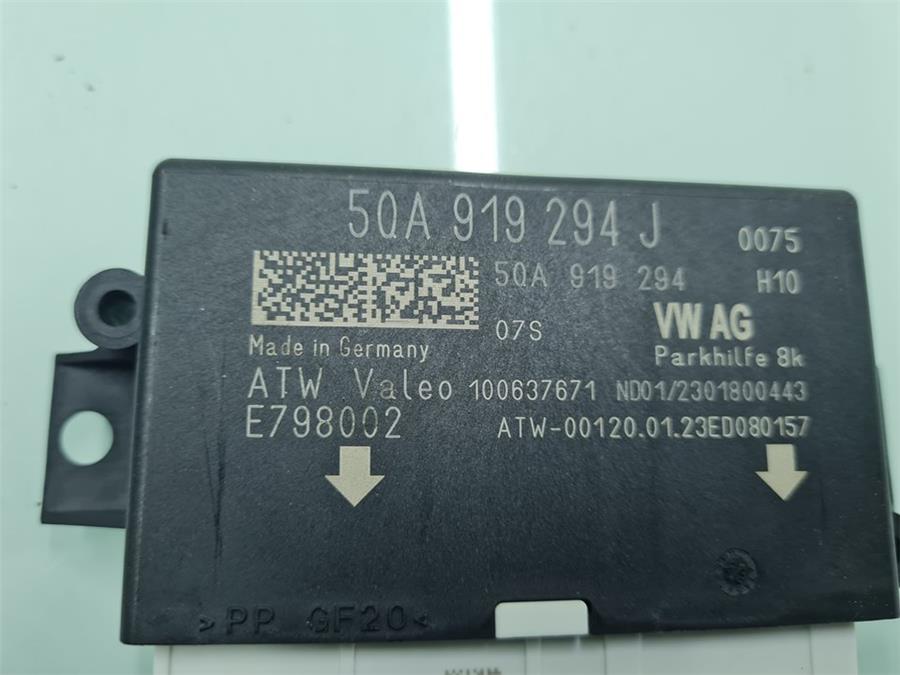 5QA 919 294 J
0075
5QA 919 294
H10
07S
VW AG
Made in Germany
Parkhilfe 8k
ATW Valeo 100637671 ND01/2301800443
E798002
ATW-00120.01.23ED080157
>PP GF20<